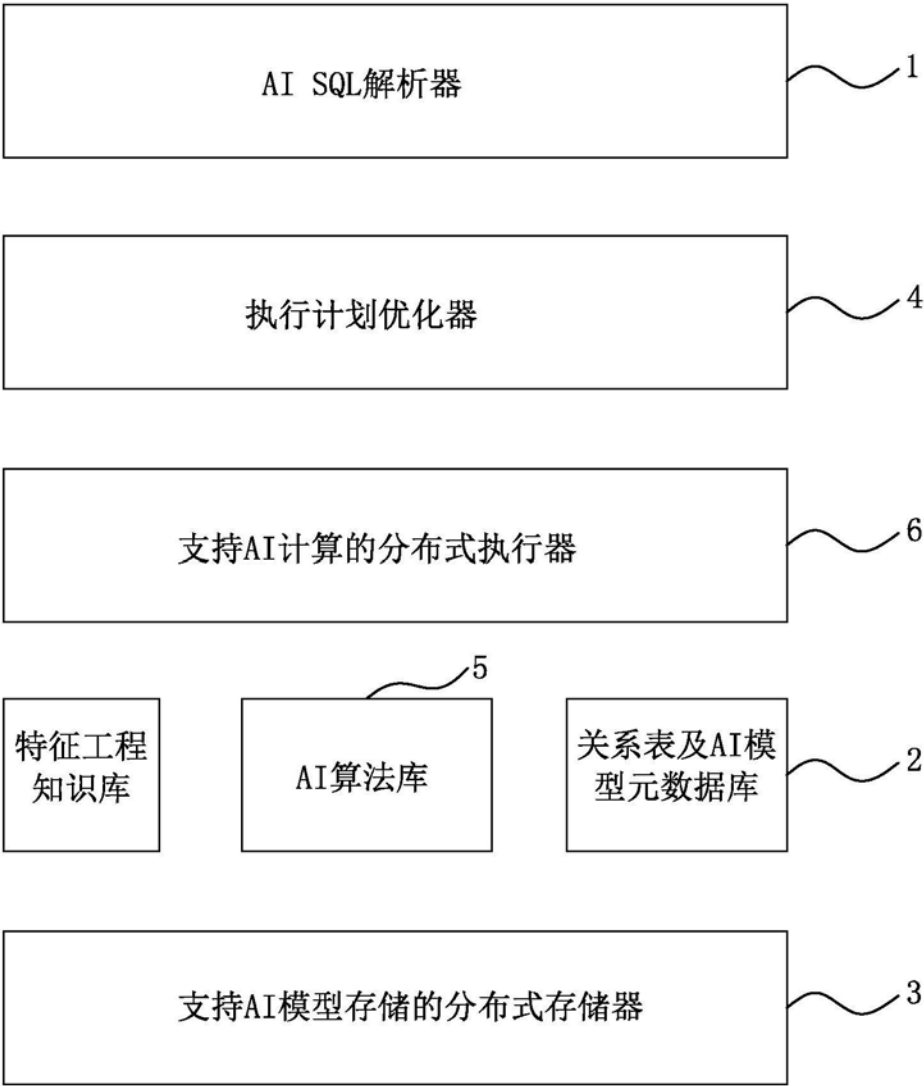 AI SQL解析器
1
执行计划优化器
4
支持AI计算的分布式执行器
6
5
特征工程
知识库
AI算法库
关系表及AI模
型元数据库
2
支持AI模型存储的分布式存储器
3